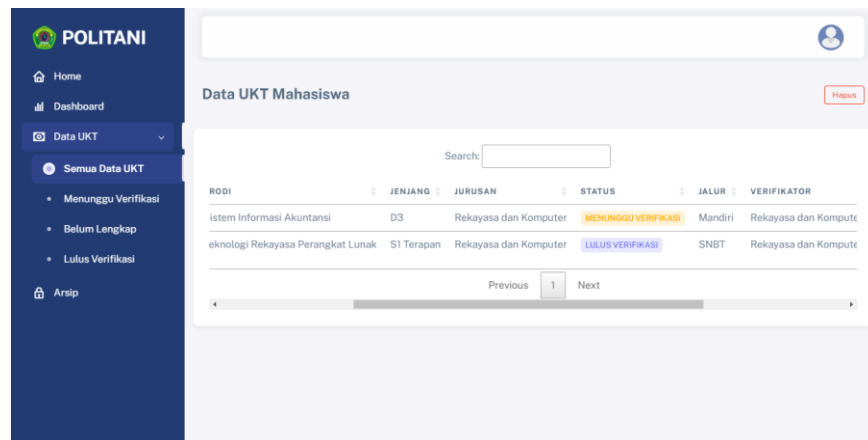 POLITANI
Home
Dashboard
Data UKT
Semua Data UKT
Menunggu Verifikasi
Belum Lengkap
Lulus Verifikasi
Arsip
Data UKT Mahasiswa
Hapus
Search:
RODI JENJANG JURUSAN STATUS JALUR VERIFIKATOR
istem Informasi Akuntansi D3 Rekayasa dan Komputer MENUNGGU VERIFIKASI Mandiri Rekayasa dan Kompute
eknologi Rekayasa Perangkat Lunak S1 Terapan Rekayasa dan Komputer LULUS VERIFIKASI SNBT Rekayasa dan Kompute
Previous 1 Next